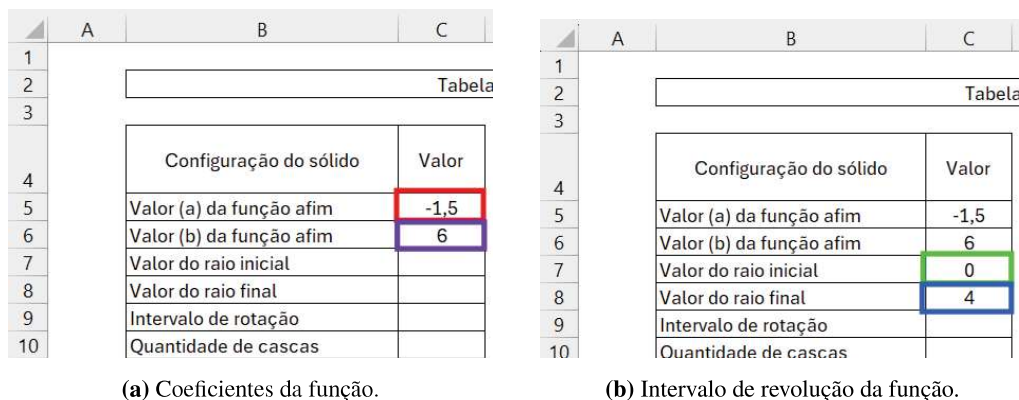 A B C
1
2 Tabela
3
4 Configuração do sólido Valor
5 Valor (a) da função afim -1,5
6 Valor (b) da função afim 6
7 Valor do raio inicial
8 Valor do raio final
9 Intervalo de rotação
10 Quantidade de cascas
(a) Coeficientes da função.
A B C
1
2 Tabela
3
4 Configuração do sólido Valor
5 Valor (a) da função afim -1,5
6 Valor (b) da função afim 6
7 Valor do raio inicial 0
8 Valor do raio final 4
9 Intervalo de rotação
10 Quantidade de cascas
(b) Intervalo de revolução da função.